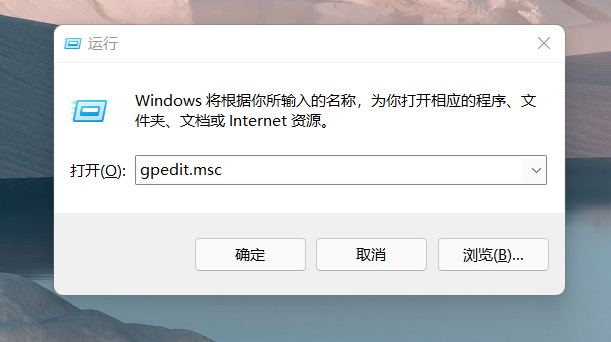 运行
Windows 将根据你所输入的名称，为你打开相应的程序、文
件夹、文档或 Internet 资源。
打开(O): gpedit.msc
确定 取消 浏览(B)...